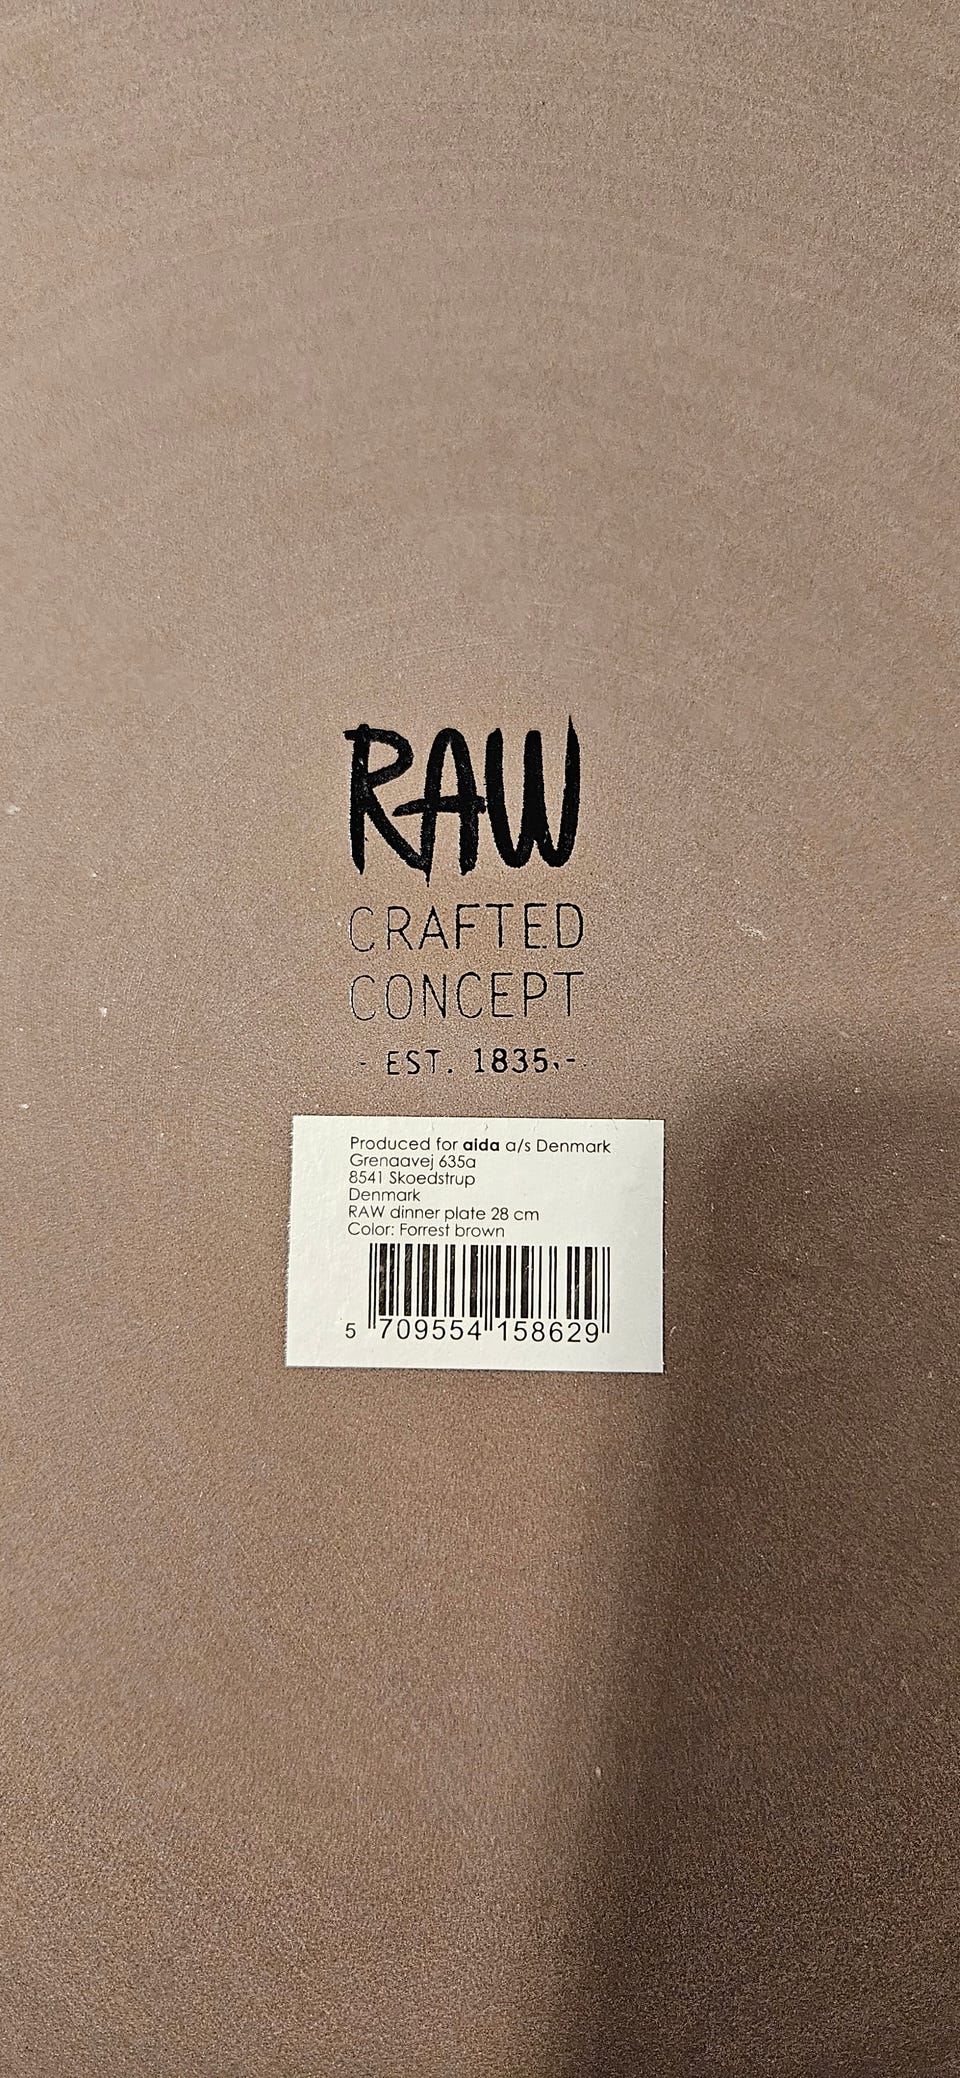 RAW
CRAFTED
CONCEPT
- EST. 1835.-
Produced for aida a/s Denmark
Grenaavej 635a
8541 Skoedstrup
Denmark
RAW dinner plate 28 cm
Color: Forrest brown
5 709554 158629